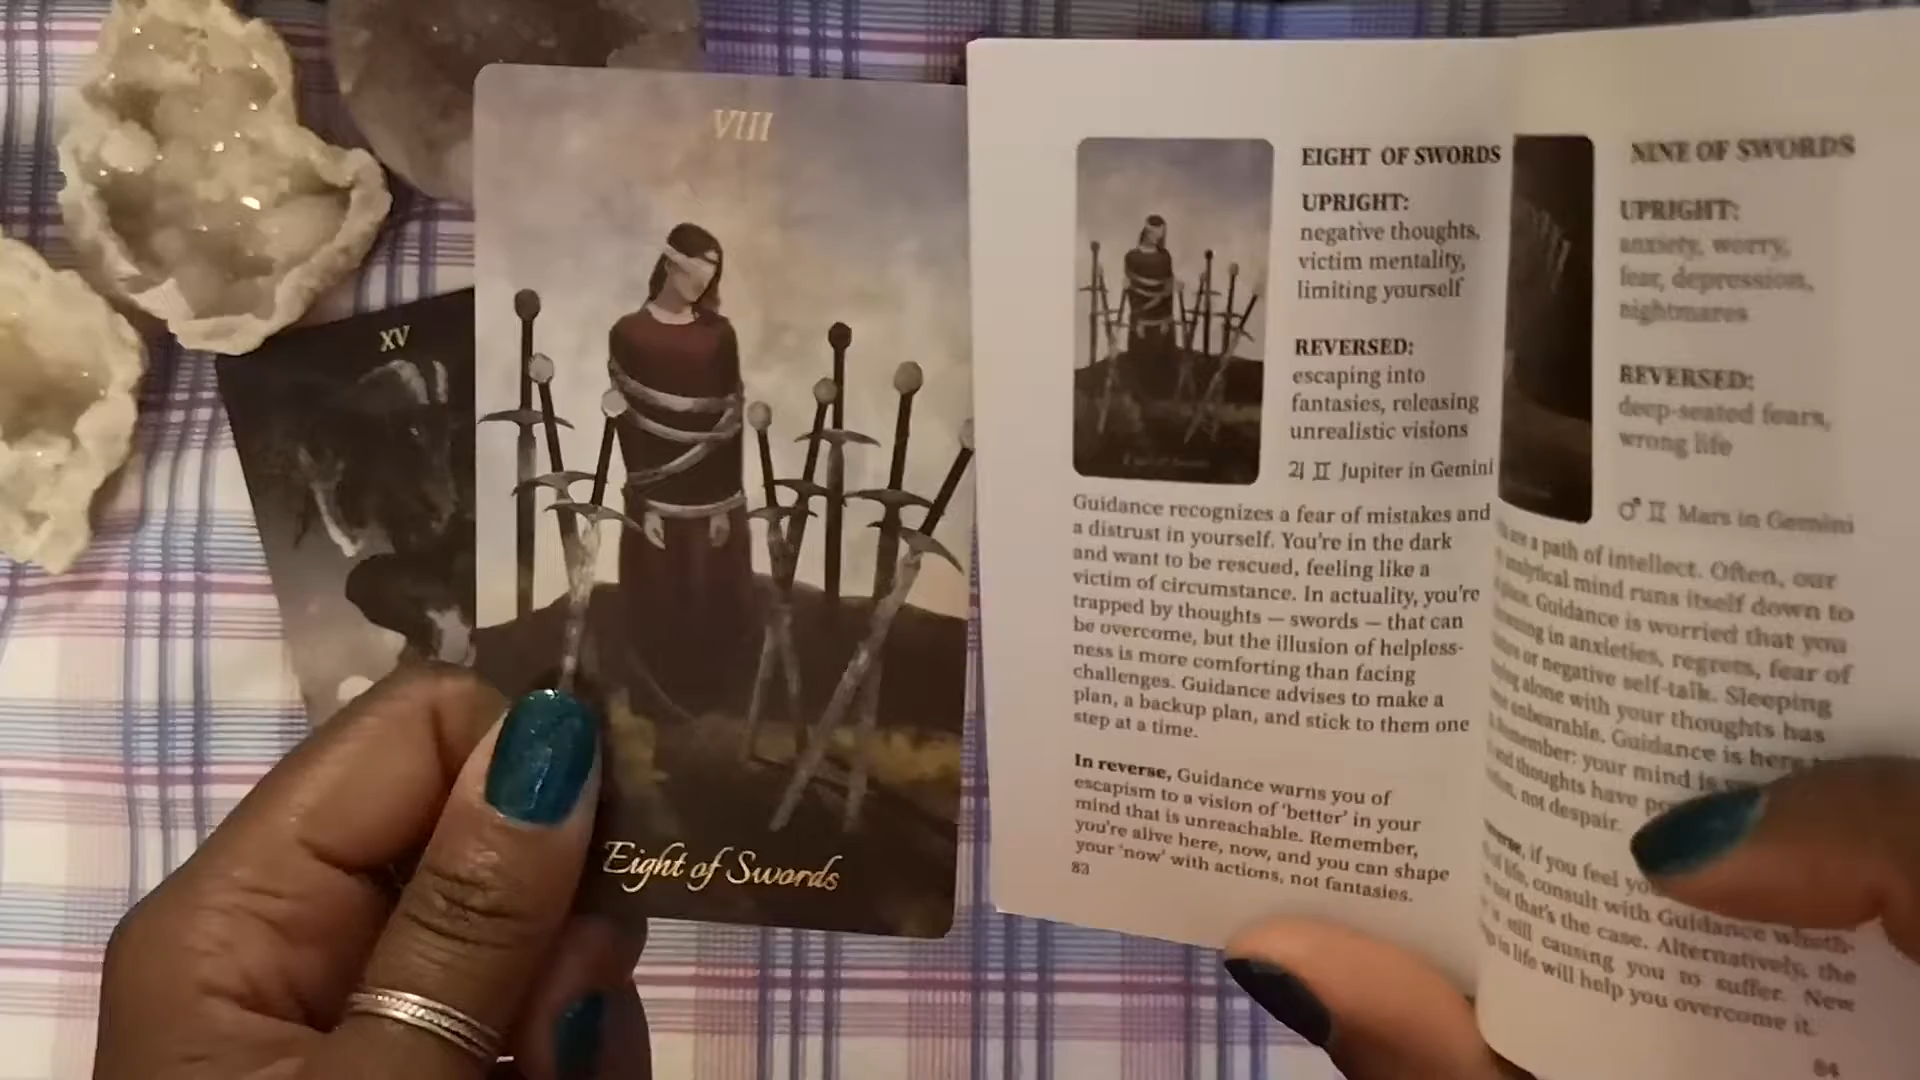 XV
VIII
Eight of Swords
EIGHT OF SWORDS
UPRIGHT:
negative thoughts,
victim mentality,
limiting yourself
REVERSED:
escaping into
fantasies, releasing
unrealistic visions
♃ ♊ Jupiter in Gemini
Guidance recognizes a fear of mistakes and
a distrust in yourself. You're in the dark
and want to be rescued, feeling like a
victim of circumstance. In actuality, you're
trapped by thoughts — swords — that can
be overcome, but the illusion of helpless-
ness is more comforting than facing
challenges. Guidance advises to make a
plan, a backup plan, and stick to them one
step at a time.
In reverse, Guidance warns you of
escapism to a vision of 'better' in your
mind that is unreachable. Remember,
you're alive here, now, and you can shape
your 'now' with actions, not fantasies.
83
NINE OF SWORDS
UPRIGHT:
anxiety, worry,
fear, depression,
nightmares
REVERSED:
deep-seated fears,
wrong life
♂ ♊ Mars in Gemini
are a path of intellect. Often, our
analytical mind runs itself down to
place. Guidance is worried that you
in anxieties, regrets, fear of
or negative self-talk. Sleeping
alone with your thoughts has
unbearable. Guidance is here
Remember: your mind is
and thoughts have
not despair.
if you feel
of life, consult with Guidance wheth-
not that's the case. Alternatively, the
is still causing you to suffer. New
in life will help you overcome it.
84